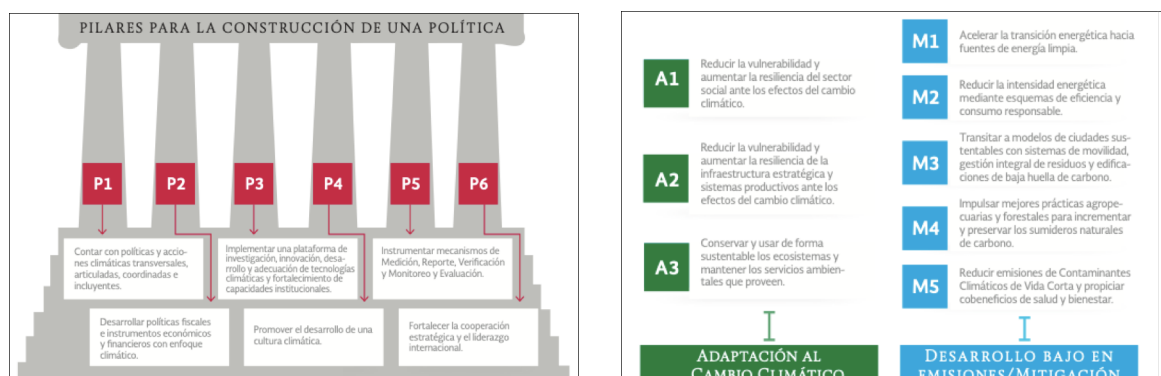 PILARES PARA LA CONSTRUCCIÓN DE UNA POLÍTICA
P1
P2
P3
P4
P5
P6
Contar con políticas y accio-
nes climáticas transversales,
articuladas, coordinadas e
incluyentes.
Implementar una plataforma de
investigación, innovación, desa-
rrollo y adecuación de tecnologías
climáticas y fortalecimiento de
capacidades institucionales.
Instrumentar mecanismos de
Medición, Reporte, Verificación
y Monitoreo y Evaluación.
Desarrollar políticas fiscales
e instrumentos económicos
y financieros con enfoque
climático.
Promover el desarrollo de una
cultura climática.
Fortalecer la cooperación
estratégica y el liderazgo
internacional.
A1
Reducir la vulnerabilidad y
aumentar la resiliencia del sector
social ante los efectos del cambio
climático.
A2
Reducir la vulnerabilidad y
aumentar la resiliencia de la
infraestructura estratégica y
sistemas productivos ante los
efectos del cambio climático.
A3
Conservar y usar de forma
sustentable los ecosistemas y
mantener los servicios ambien-
tales que proveen.
ADAPTACIÓN AL
CAMBIO CLIMÁTICO
M1
Acelerar la transición energética hacia
fuentes de energía limpia.
M2
Reducir la intensidad energética
mediante esquemas de eficiencia y
consumo responsable.
M3
Transitar a modelos de ciudades sus-
tentables con sistemas de movilidad,
gestión integral de residuos y edifica-
ciones de baja huella de carbono.
M4
Impulsar mejores prácticas agrope-
cuarias y forestales para incrementar
y preservar los sumideros naturales
de carbono.
M5
Reducir emisiones de Contaminantes
Climáticos de Vida Corta y propiciar
cobeneficios de salud y bienestar.
DESARROLLO BAJO EN
EMISIONES/MITIGACIÓN